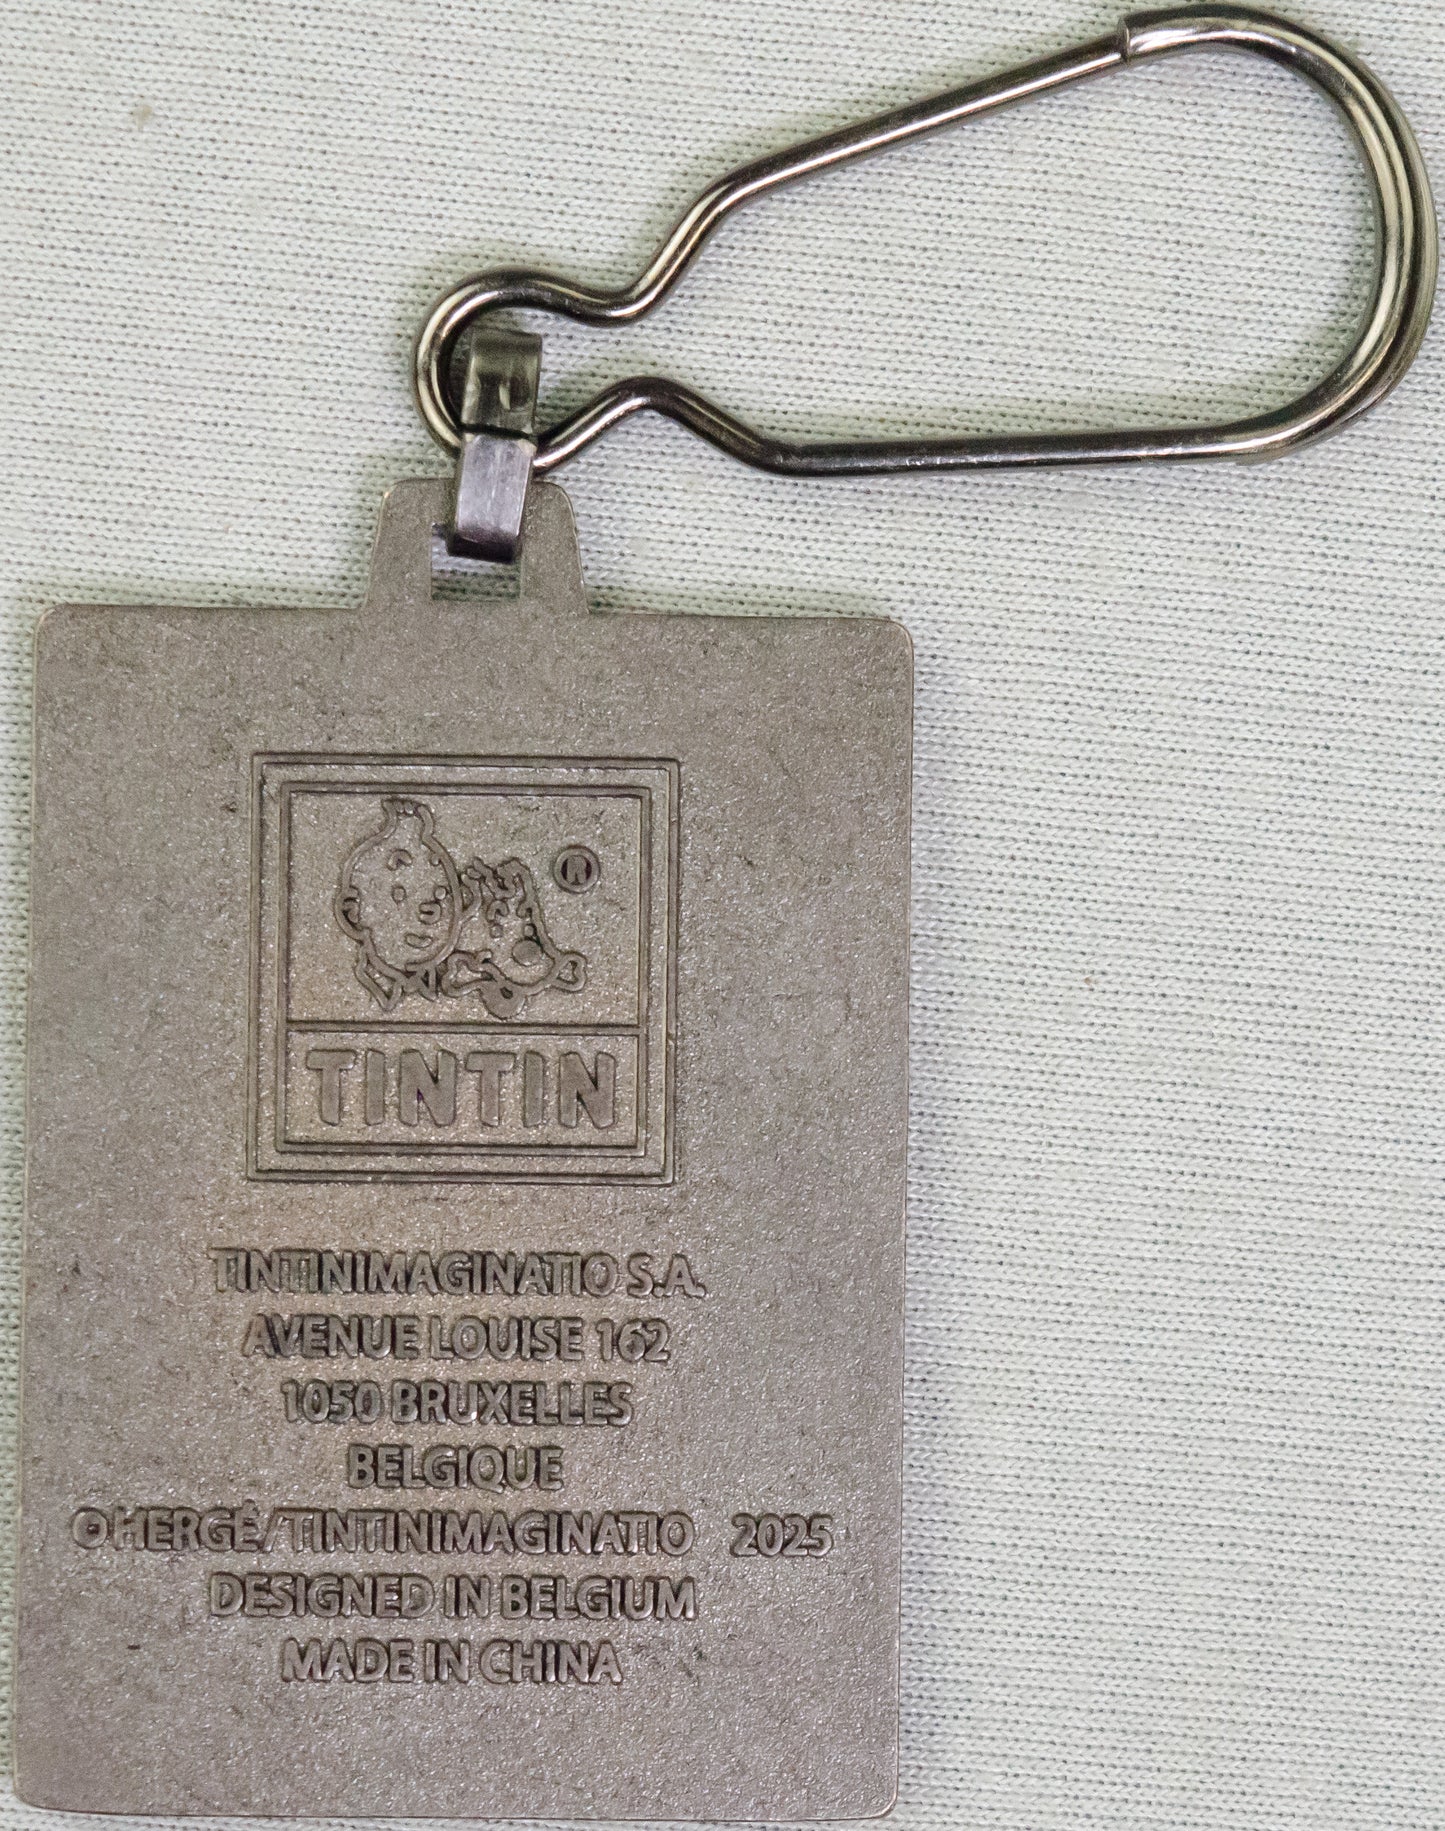 ®
TINTIN
TINTINIMAGINATIO S.A.
AVENUE LOUISE 162
1050 BRUXELLES
BELGIQUE
©HERGÉ/TINTINIMAGINATIO 2025
DESIGNED IN BELGIUM
MADE IN CHINA